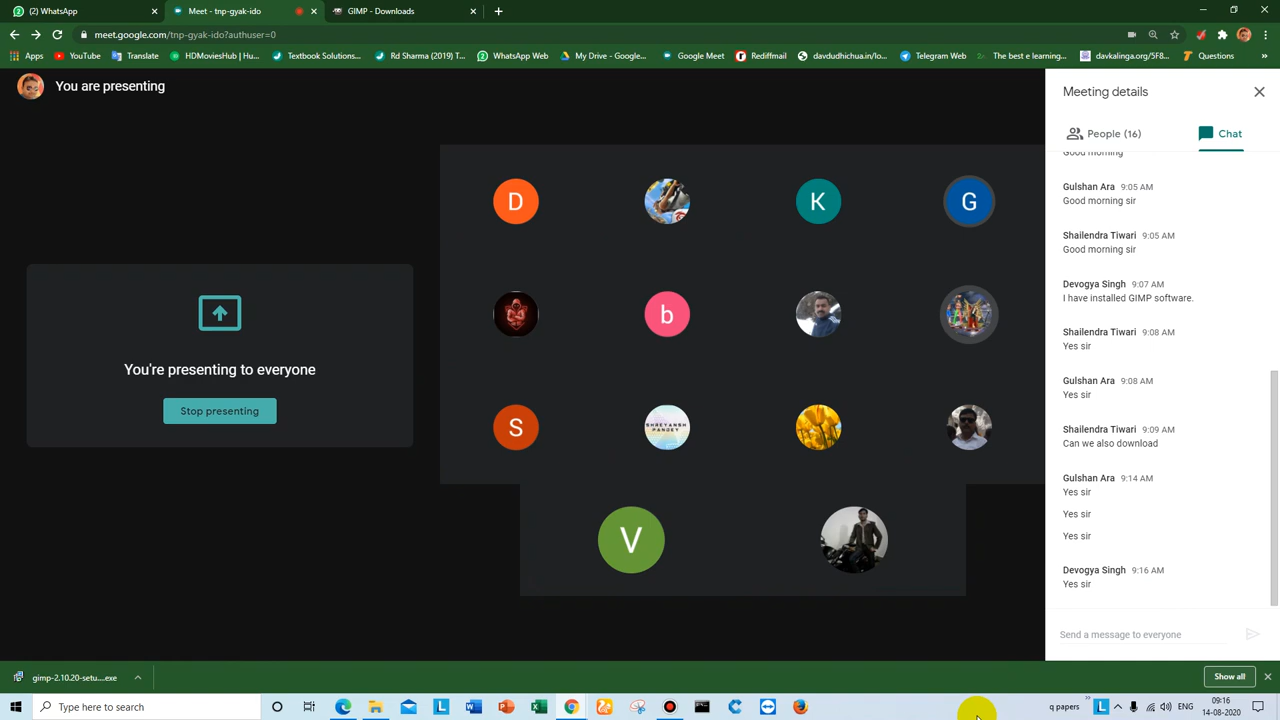 (2) WhatsApp
Meet - tnp-gyak-ido
GIMP - Downloads
meet.google.com/tnp-gyak-ido?authuser=0
Apps
YouTube
Translate
HDMoviesHub | Hu...
Textbook Solutions...
Rd Sharma (2019) T...
WhatsApp Web
My Drive - Google...
Google Meet
Rediffmail
davdudhichua.in/lo...
Telegram Web
The best e learning...
davkalinga.org/5F8...
Questions
You are presenting
Meeting details
People (16)
Chat
Good morning
Gulshan Ara 9:05 AM
Good morning sir
Shailendra Tiwari 9:05 AM
Good morning sir
Devogya Singh 9:07 AM
I have installed GIMP software.
Shailendra Tiwari 9:08 AM
Yes sir
Gulshan Ara 9:08 AM
Yes sir
Shailendra Tiwari 9:09 AM
Can we also download
Gulshan Ara 9:14 AM
Yes sir
Yes sir
Yes sir
Devogya Singh 9:16 AM
Yes sir
Send a message to everyone
You're presenting to everyone
Stop presenting
D
K
G
b
S
SHREYANSH
PANDEY
V
gimp-2.10.20-setu....exe
Show all
Type here to search
q papers
ENG
09:16
14-08-2020